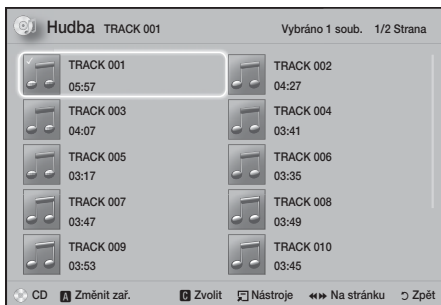 Hudba TRACK 001 Vybráno 1 soub. 1/2 Strana
TRACK 001 TRACK 002
05:57 04:27
TRACK 003 TRACK 004
04:07 03:41
TRACK 005 TRACK 006
03:17 03:35
TRACK 007 TRACK 008
03:47 03:49
TRACK 009 TRACK 010
03:53 03:45
CD A Změnit zař. C Zvolit Nástroje Na stránku Zpět